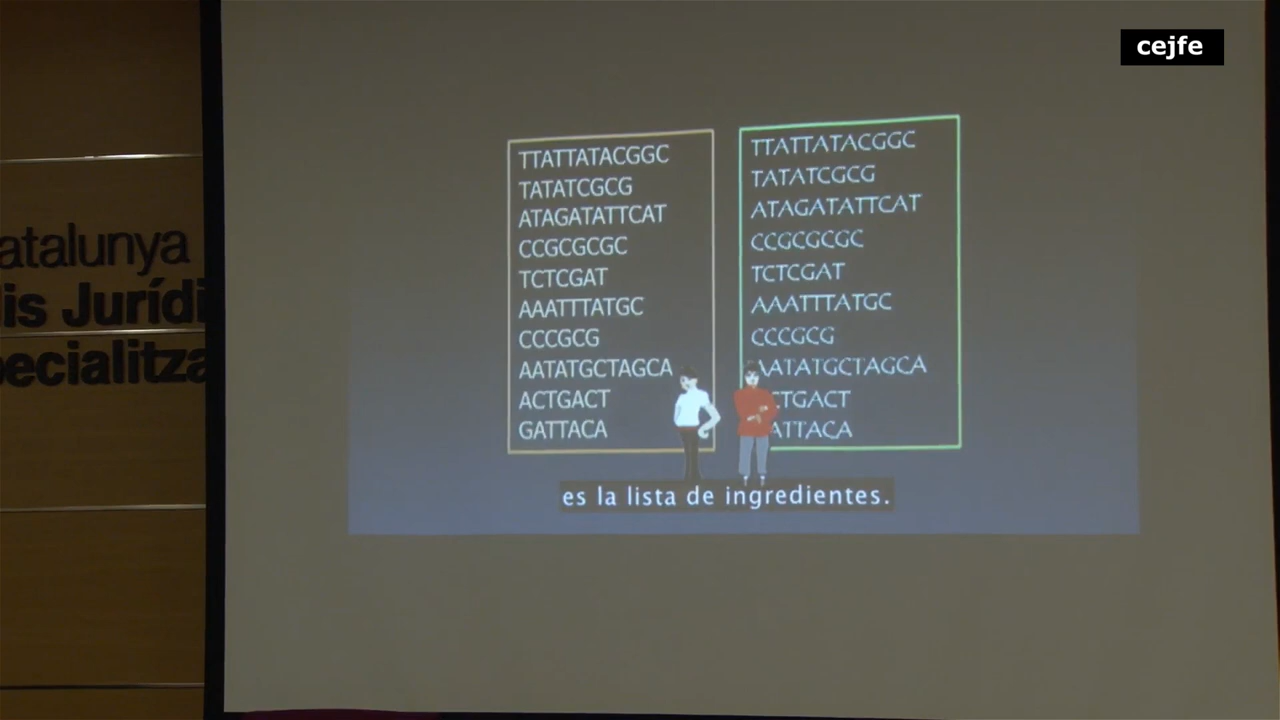 cejfe
atalunya
is Jurídi
pecialitza
TTATTATACGGC
TATATCGCG
ATAGATATTCAT
CCGCGCGC
TCTCGAT
AAATTTATGC
CCCGCG
AATATGCTAGCA
ACTGACT
GATTACA
TTATTATACGGC
TATATCGCG
ATAGATATTCAT
CCGCGCGC
TCTCGAT
AAATTTATGC
CCCGCG
AATATGCTAGCA
CTGACT
ATTACA
es la lista de ingredientes.